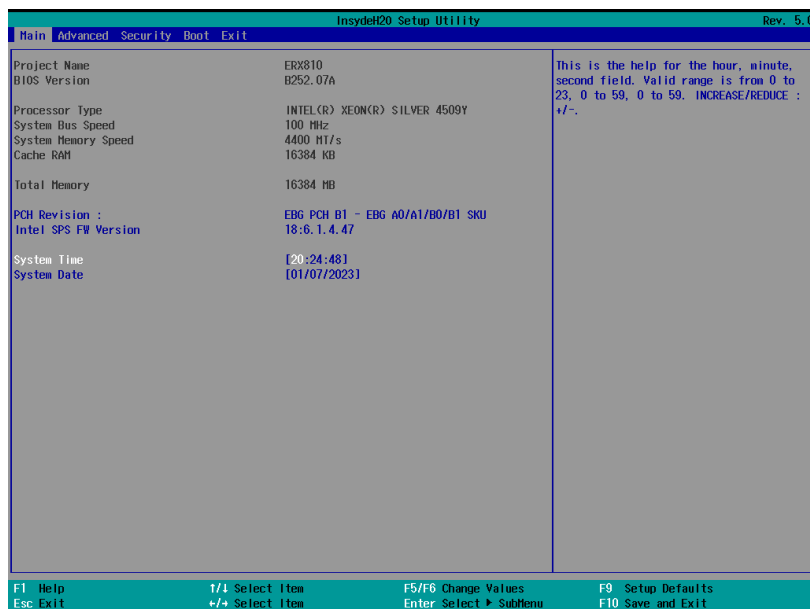 InsydeH20 Setup Utility Rev. 5.0
Main Advanced Security Boot Exit
Project Name ERX810
BIOS Version B252.07A
Processor Type INTEL(R) XEON(R) SILVER 4509Y
System Bus Speed 100 MHz
System Memory Speed 4400 MT/s
Cache RAM 16384 KB
Total Memory 16384 MB
PCH Revision : EBG PCH B1 - EBG A0/A1/B0/B1 SKU
Intel SPS FW Version 18:6.1.4.47
System Time [20:24:48]
System Date [01/07/2023]
This is the help for the hour, minute,
second field. Valid range is from 0 to
23, 0 to 59, 0 to 59. INCREASE/REDUCE :
+/-.
F1 Help ↑/↓ Select Item F5/F6 Change Values F9 Setup Defaults
Esc Exit ←/→ Select Item Enter Select ▶ SubMenu F10 Save and Exit